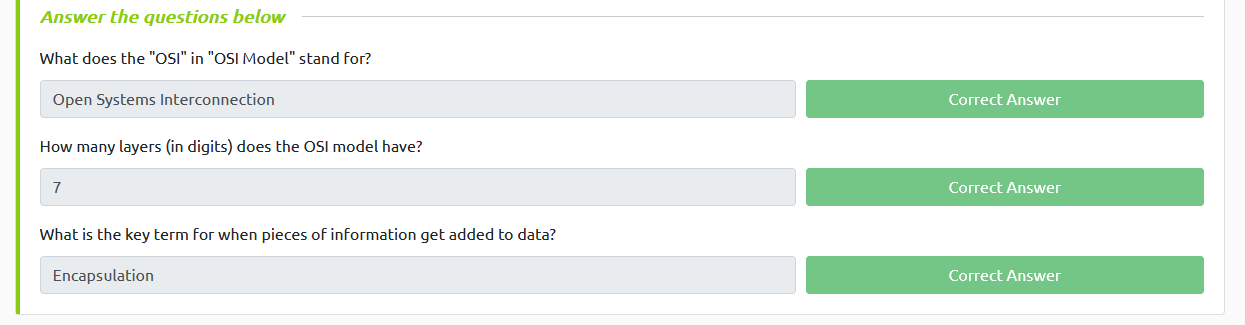 Answer the questions below
What does the "OSI" in "OSI Model" stand for?
Open Systems Interconnection
Correct Answer
How many layers (in digits) does the OSI model have?
7
Correct Answer
What is the key term for when pieces of information get added to data?
Encapsulation
Correct Answer